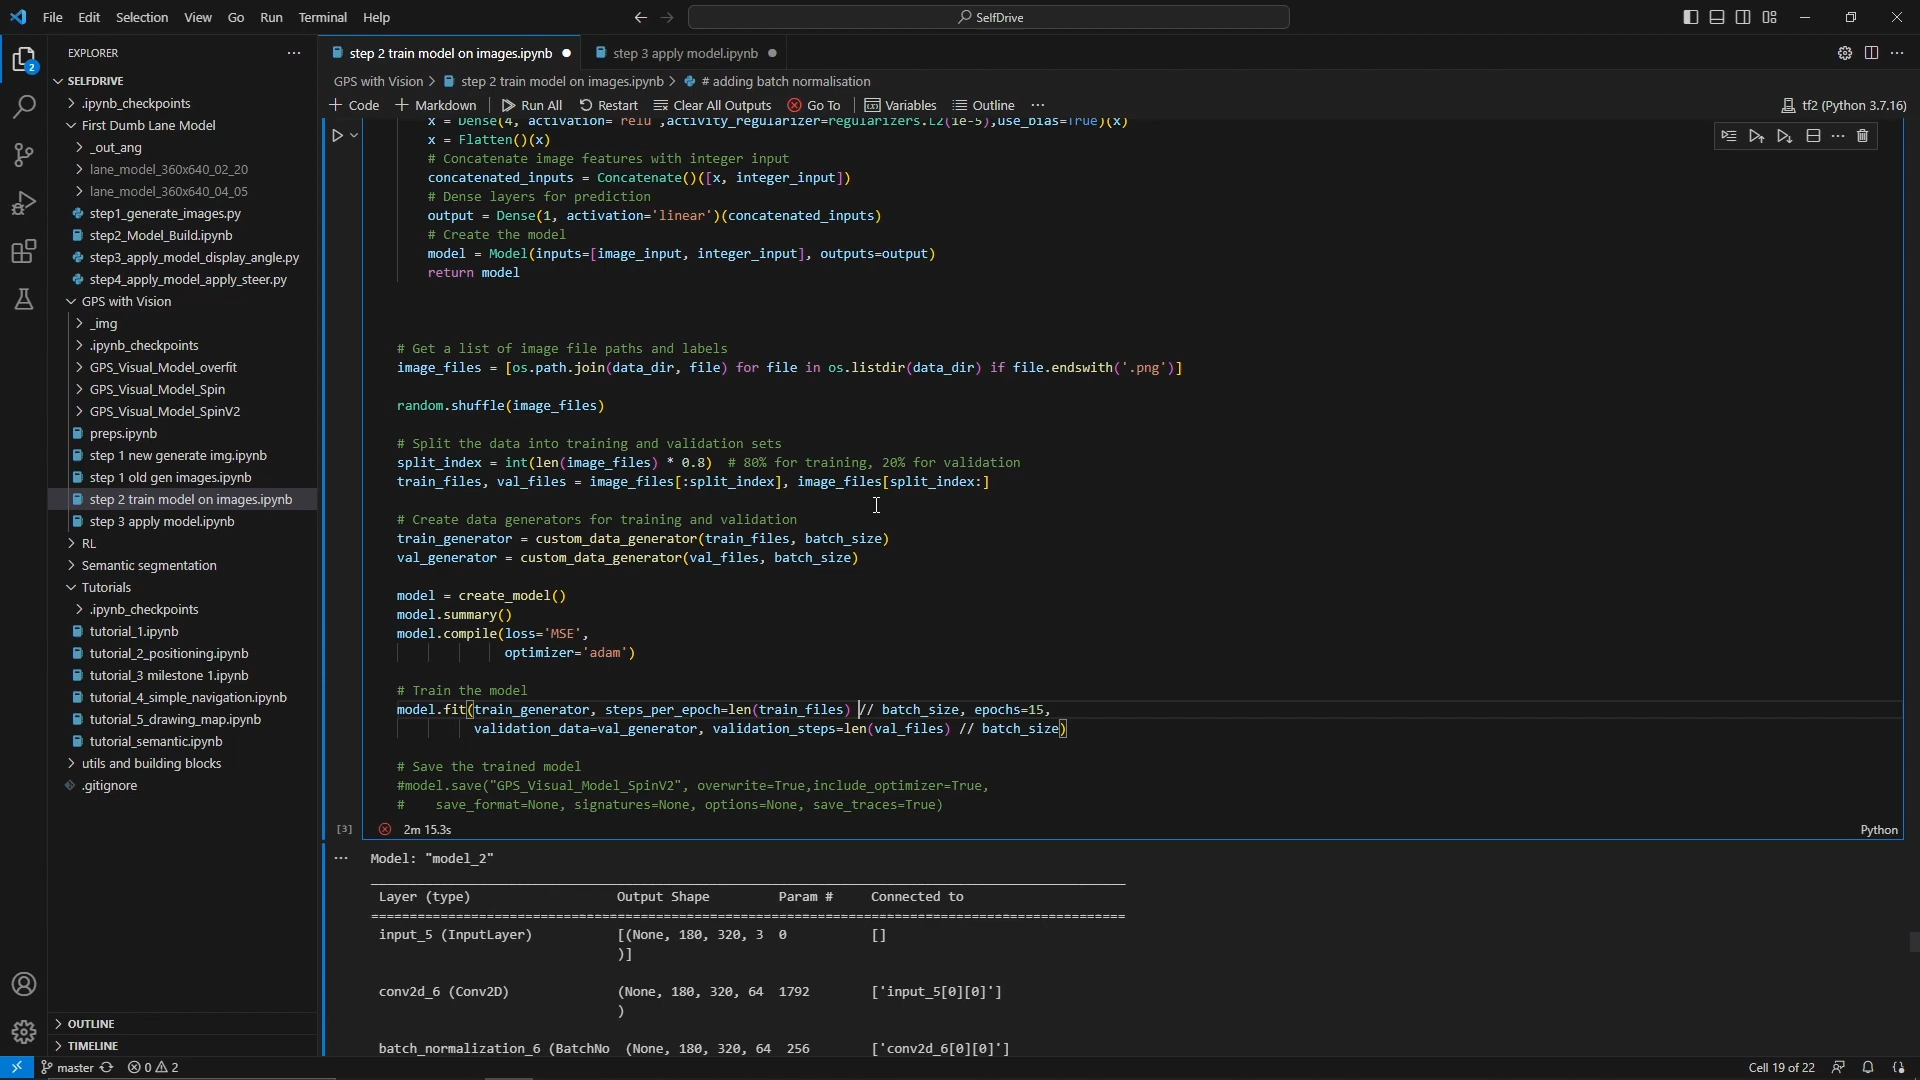 File Edit Selection View Go Run Terminal Help
SelfDrive
EXPLORER
SELFDRIVE
.ipynb_checkpoints
First Dumb Lane Model
_out_ang
lane_model_360x640_02_20
lane_model_360x640_04_05
step1_generate_images.py
step2_Model_Build.ipynb
step3_apply_model_display_angle.py
step4_apply_model_apply_steer.py
GPS with Vision
_img
.ipynb_checkpoints
GPS_Visual_Model_overfit
GPS_Visual_Model_Spin
GPS_Visual_Model_SpinV2
preps.ipynb
step 1 new generate img.ipynb
step 1 old gen images.ipynb
step 2 train model on images.ipynb
step 3 apply model.ipynb
RL
Semantic segmentation
Tutorials
.ipynb_checkpoints
tutorial_1.ipynb
tutorial_2_positioning.ipynb
tutorial_3 milestone 1.ipynb
tutorial_4_simple_navigation.ipynb
tutorial_5_drawing_map.ipynb
tutorial_semantic.ipynb
utils and building blocks
.gitignore
OUTLINE
TIMELINE
2
step 2 train model on images.ipynb step 3 apply model.ipynb
GPS with Vision > step 2 train model on images.ipynb > # adding batch normalisation
+ Code + Markdown Run All Restart Clear All Outputs Go To Variables Outline ... tf2 (Python 3.7.16)
x = Dense(4, activation='relu',activity_regularizer=regularizers.L2(1e-5),use_bias=True)(x)
x = Flatten()(x)
# Concatenate image features with integer input
concatenated_inputs = Concatenate()([x, integer_input])
# Dense layers for prediction
output = Dense(1, activation='linear')(concatenated_inputs)
# Create the model
model = Model(inputs=[image_input, integer_input], outputs=output)
return model
# Get a list of image file paths and labels
image_files = [os.path.join(data_dir, file) for file in os.listdir(data_dir) if file.endswith('.png')]
random.shuffle(image_files)
# Split the data into training and validation sets
split_index = int(len(image_files) * 0.8)  # 80% for training, 20% for validation
train_files, val_files = image_files[:split_index], image_files[split_index:]
# Create data generators for training and validation
train_generator = custom_data_generator(train_files, batch_size)
val_generator = custom_data_generator(val_files, batch_size)
model = create_model()
model.summary()
model.compile(loss='MSE',
optimizer='adam')
# Train the model
model.fit(train_generator, steps_per_epoch=len(train_files) // batch_size, epochs=15,
validation_data=val_generator, validation_steps=len(val_files) // batch_size)
# Save the trained model
#model.save("GPS_Visual_Model_SpinV2", overwrite=True,include_optimizer=True,
#    save_format=None, signatures=None, options=None, save_traces=True)
[3] 2m 15.3s Python
... Model: "model_2"
Layer (type) Output Shape Param # Connected to
==========================================================================================
input_5 (InputLayer) [(None, 180, 320, 3 0 []
)]
conv2d_6 (Conv2D) (None, 180, 320, 64 1792 ['input_5[0][0]']
)
batch_normalization_6 (BatchNo (None, 180, 320, 64 256 ['conv2d_6[0][0]']
master 0 2 Cell 19 of 22